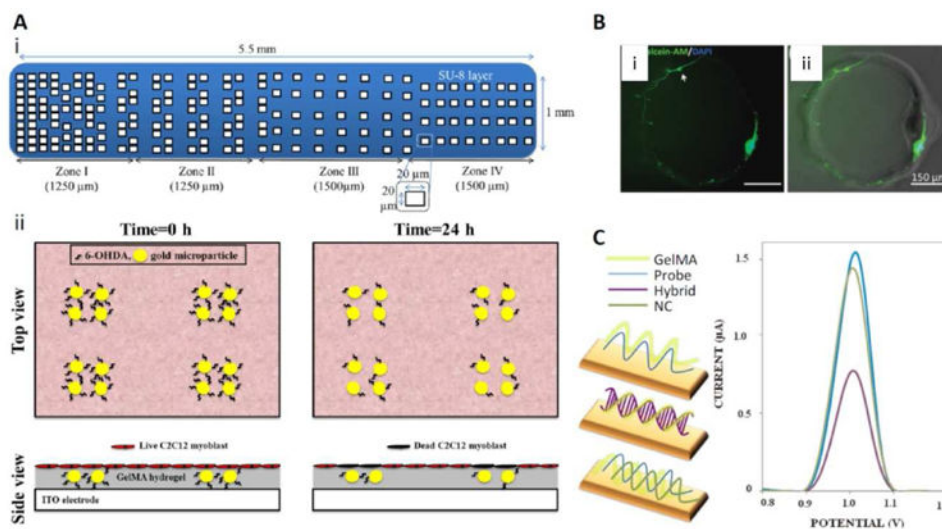 A
i
5.5 mm
SU-8 layer
1 mm
Zone I
(1250 µm)
Zone II
(1250 µm)
Zone III
(1500µm)
Zone IV
(1500 µm)
20 µm
20
µm
ii
Time=0 h
Time=24 h
6-OHDA, gold microparticle
Top view
Live C2C12 myoblast
Dead C2C12 myoblast
Side view
GelMA hydrogel
ITO electrode
B
elcein-AM/DAPI
i
ii
150 µm
C
GelMA
Probe
Hybrid
NC
CURRENT (µA)
1.5
1.0
0.5
0
0.8
0.9
1.0
1.1
POTENTIAL (V)